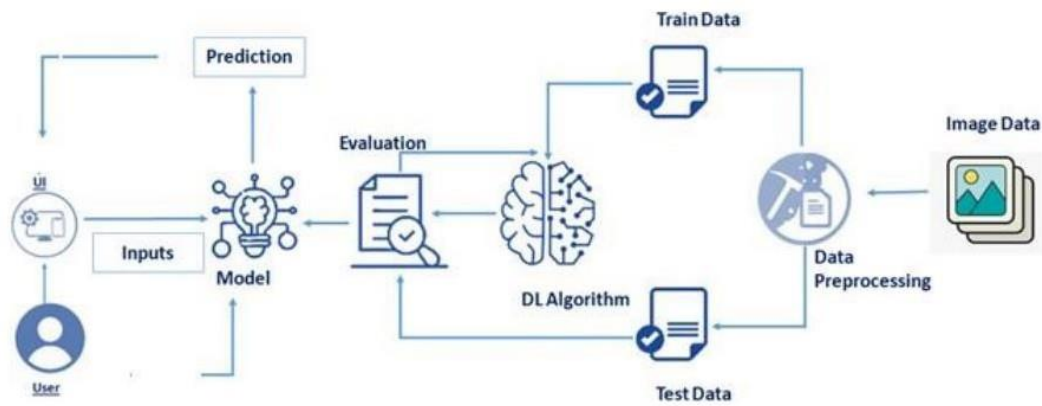 Train Data
Prediction
Image Data
Evaluation
UI
Inputs
Model
Data
Preprocessing
DL Algorithm
User
Test Data